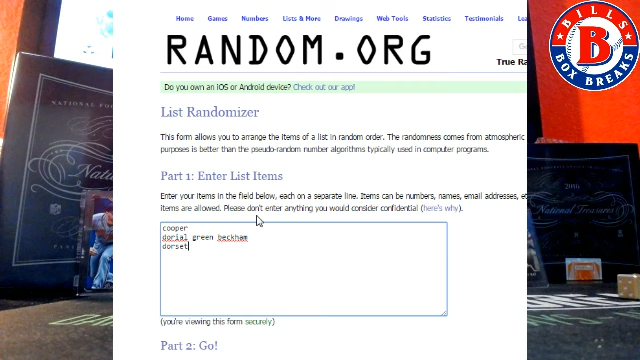 Home Games Numbers Lists & More Drawings Web Tools Statistics Testimonials
RANDOM.ORG
True Ra
Do you own an iOS or Android device? Check out our app!
List Randomizer
This form allows you to arrange the items of a list in random order. The randomness comes from atmospheric
purposes is better than the pseudo-random number algorithms typically used in computer programs.
Part 1: Enter List Items
Enter your items in the field below, each on a separate line. Items can be numbers, names, email addresses, et
items are allowed. Please don't enter anything you would consider confidential (here's why).
cooper
dorial green beckham
dorset
(you're viewing this form securely)
Part 2: Go!
BILL'S
B
BOX BREAKS
NATIONAL
2016
National Treasures